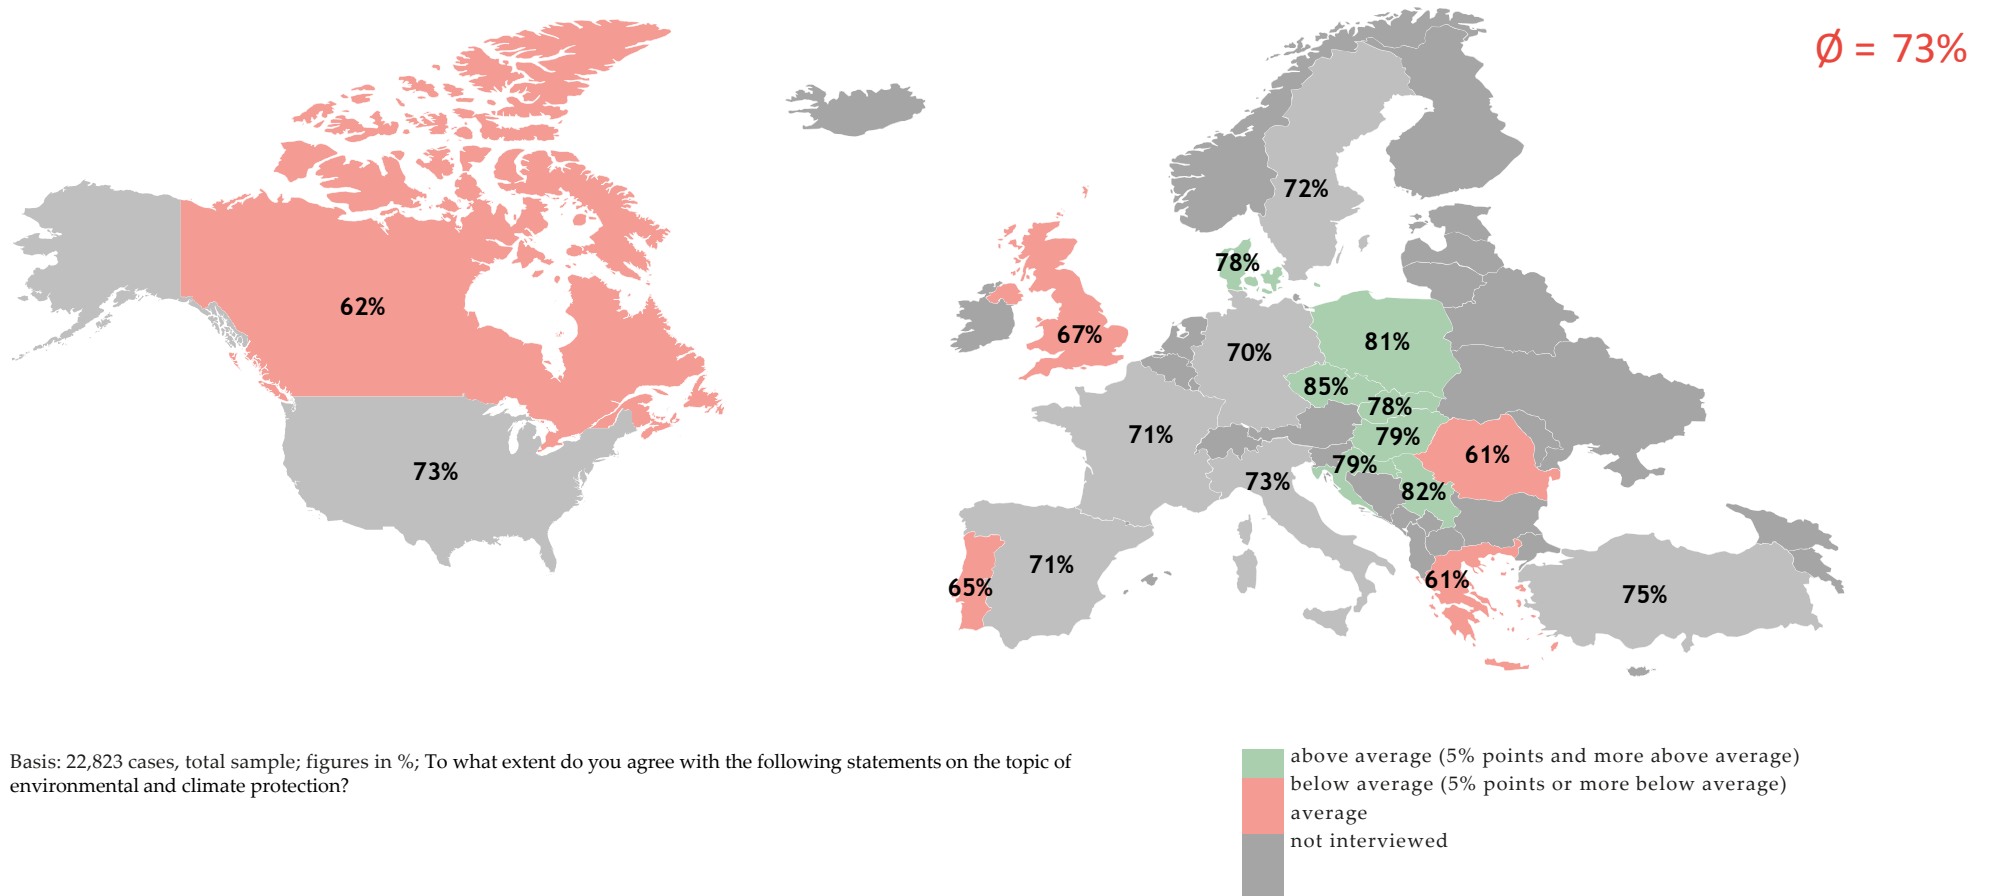 Ø = 73%
72%
78%
62%
67%
81%
70%
85%
78%
71%
79%
61%
79%
73%
73%
82%
71%
61%
65%
75%
Basis: 22,823 cases, total sample; figures in %; To what extent do you agree with the following statements on the topic of
environmental and climate protection?
above average (5% points and more above average)
below average (5% points or more below average)
average
not interviewed